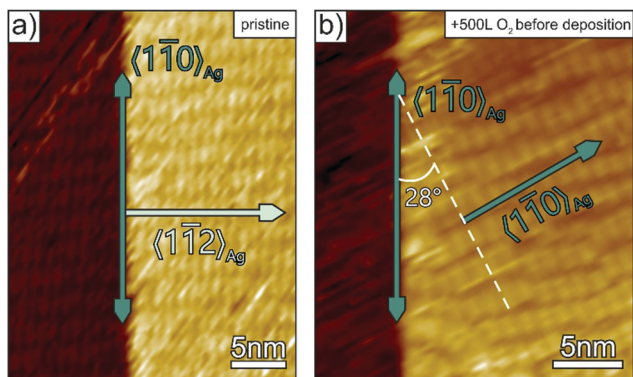 a)
pristine
⟨11̅0⟩Ag
⟨11̅2⟩Ag
5nm
b)
+500L O₂ before deposition
⟨11̅0⟩Ag
28°
⟨11̅0⟩Ag
5nm